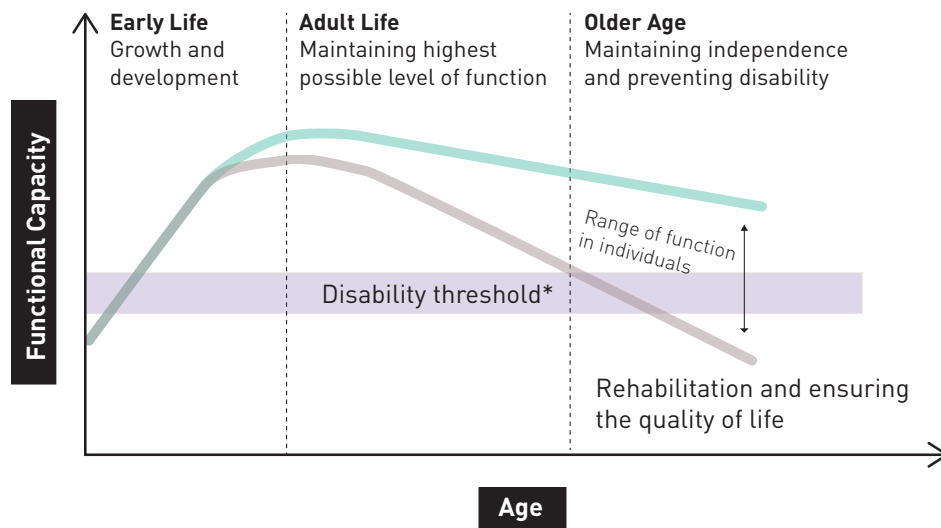 Early Life
Growth and
development
Adult Life
Maintaining highest
possible level of function
Older Age
Maintaining independence
and preventing disability
Functional Capacity
Range of function
in individuals
Disability threshold*
Rehabilitation and ensuring
the quality of life
Age